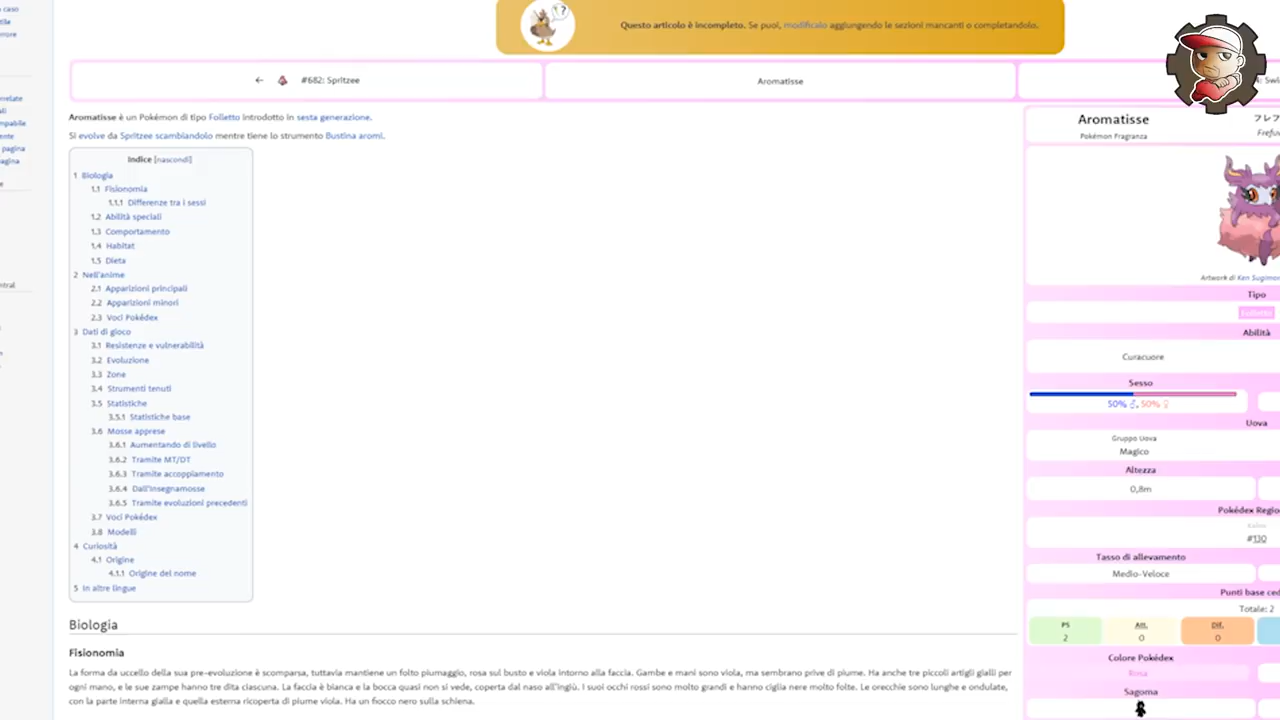 caso
Questo articolo è incompleto. Se puoi, modificalo aggiungendo le sezioni mancanti o completandolo.
← #682: Spritzee
Aromatisse
Aromatisse è un Pokémon di tipo Folletto introdotto in sesta generazione.
Si evolve da Spritzee scambiandolo mentre tiene lo strumento Bustina aromi.
Indice [nascondi]
1 Biologia
1.1 Fisionomia
1.1.1 Differenze tra i sessi
1.2 Abilità speciali
1.3 Comportamento
1.4 Habitat
1.5 Dieta
2 Nell'anime
2.1 Apparizioni principali
2.2 Apparizioni minori
2.3 Voci Pokédex
3 Dati di gioco
3.1 Resistenze e vulnerabilità
3.2 Evoluzione
3.3 Zone
3.4 Strumenti tenuti
3.5 Statistiche
3.5.1 Statistiche base
3.6 Mosse apprese
3.6.1 Aumentando di livello
3.6.2 Tramite MT/DT
3.6.3 Tramite accoppiamento
3.6.4 Dall'Insegnamosse
3.6.5 Tramite evoluzioni precedenti
3.7 Voci Pokédex
3.8 Modelli
4 Curiosità
4.1 Origine
4.1.1 Origine del nome
5 In altre lingue
Biologia
Fisionomia
La forma da uccello della sua pre-evoluzione è scomparsa, tuttavia mantiene un folto piumaggio, rosa sul busto e viola intorno alla faccia. Gambe e mani sono viola, ma sembrano prive di piume. Ha anche tre piccoli artigli gialli per
ogni mano, e le sue zampe hanno tre dita ciascuna. La faccia è bianca e la bocca quasi non si vede, coperta dal naso all'ingiù. I suoi occhi rossi sono molto grandi e hanno ciglia nere molto folte. Le orecchie sono lunghe e ondulate,
con la parte interna gialla e quella esterna ricoperta di piume viola. Ha un fiocco nero sulla schiena.
Aromatisse
フレフ
Pokémon Fragranza
Frefu
Artwork di Ken Sugimo
Tipo
Folletto
Abilità
Curacuore
Sesso
50% ♂, 50% ♀
Uova
Gruppo Uova
Magico
Altezza
0,8m
Pokédex Regio
Kalos
#130
Tasso di allevamento
Medio-Veloce
Punti base ced
Totale: 2
PS
2
Att.
0
Dif.
0
Colore Pokédex
Rosa
Sagoma